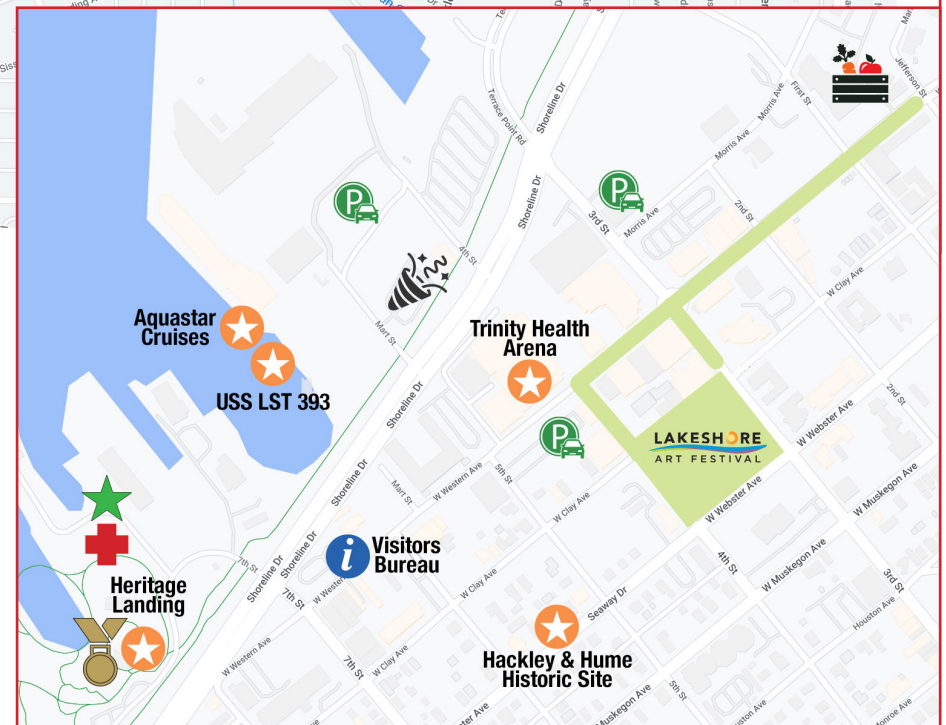 Shoreline Dr
Terrace Point Rd
Jefferson St
First St
Morris Ave
Morris Ave
Shoreline Dr
3rd St
Morris Ave
2nd St
4th St
W Clay Ave
Aquastar
Cruises
Mart St
Trinity Health
Arena
USS LST 393
Shoreline Dr
2nd St
W Webster Ave
LAKESHORE
ART FESTIVAL
Shoreline Dr
W Western Ave
5th St
Mart St
W Clay Ave
W Webster Ave
W Muskegon Ave
Visitors
Bureau
7th St
Shoreline Dr
Shoreline Dr
7th St
W Western
W Clay Ave
Seaway Dr
4th St
W Muskegon Ave
3rd St
Houston Ave
Heritage
Landing
W Western Ave
7th St
W Clay Ave
Hackley & Hume
Historic Site
5th St
Muskegon Ave
P
P
P
i